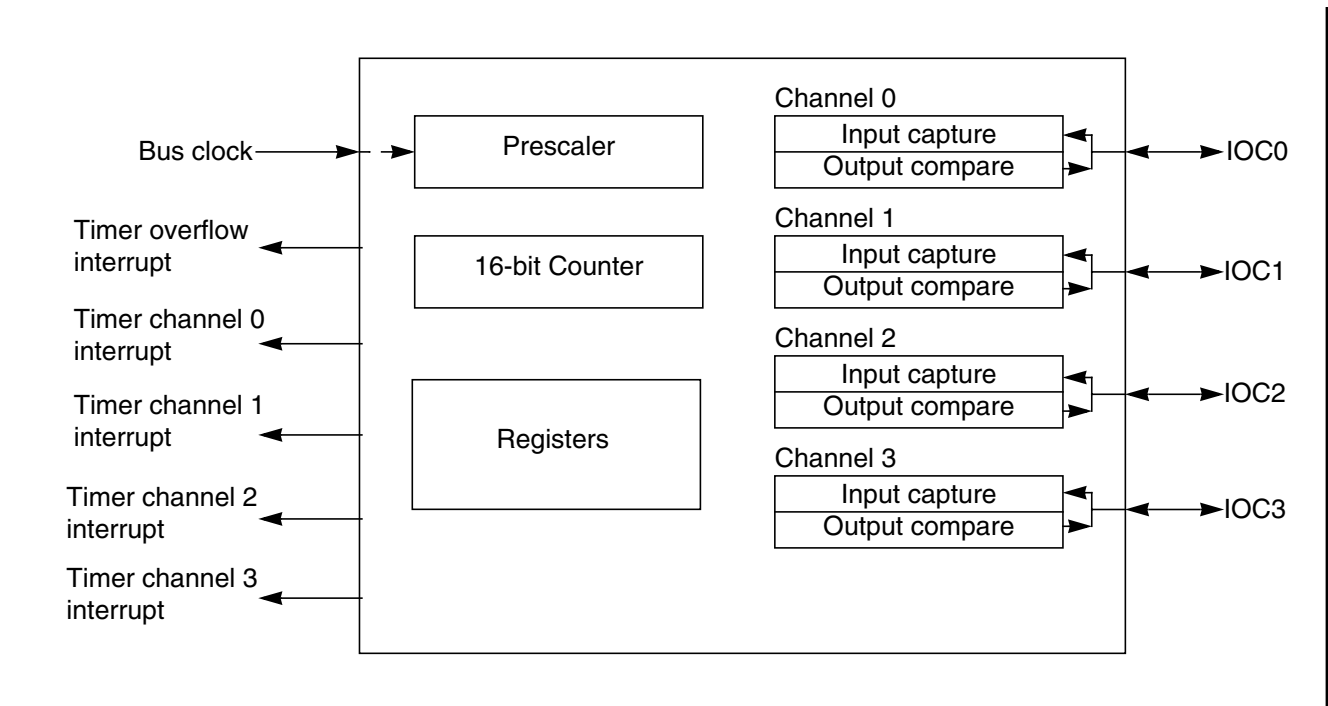 Bus clock
Timer overflow
interrupt
Timer channel 0
interrupt
Timer channel 1
interrupt
Timer channel 2
interrupt
Timer channel 3
interrupt
Prescaler
16-bit Counter
Registers
Channel 0
Input capture
Output compare
IOC0
Channel 1
Input capture
Output compare
IOC1
Channel 2
Input capture
Output compare
IOC2
Channel 3
Input capture
Output compare
IOC3